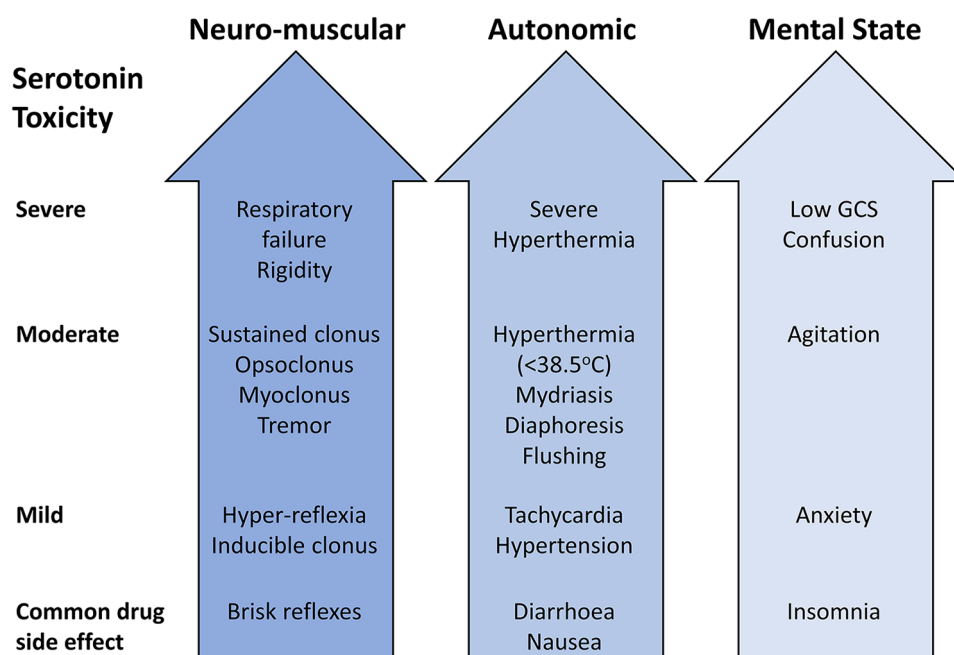 Neuro-muscular Autonomic Mental State
Serotonin
Toxicity
Severe
Respiratory
failure
Rigidity
Severe
Hyperthermia
Low GCS
Confusion
Moderate
Sustained clonus
Opsoclonus
Myoclonus
Tremor
Hyperthermia
(<38.5°C)
Mydriasis
Diaphoresis
Flushing
Agitation
Mild
Hyper-reflexia
Inducible clonus
Tachycardia
Hypertension
Anxiety
Common drug
side effect
Brisk reflexes
Diarrhoea
Nausea
Insomnia